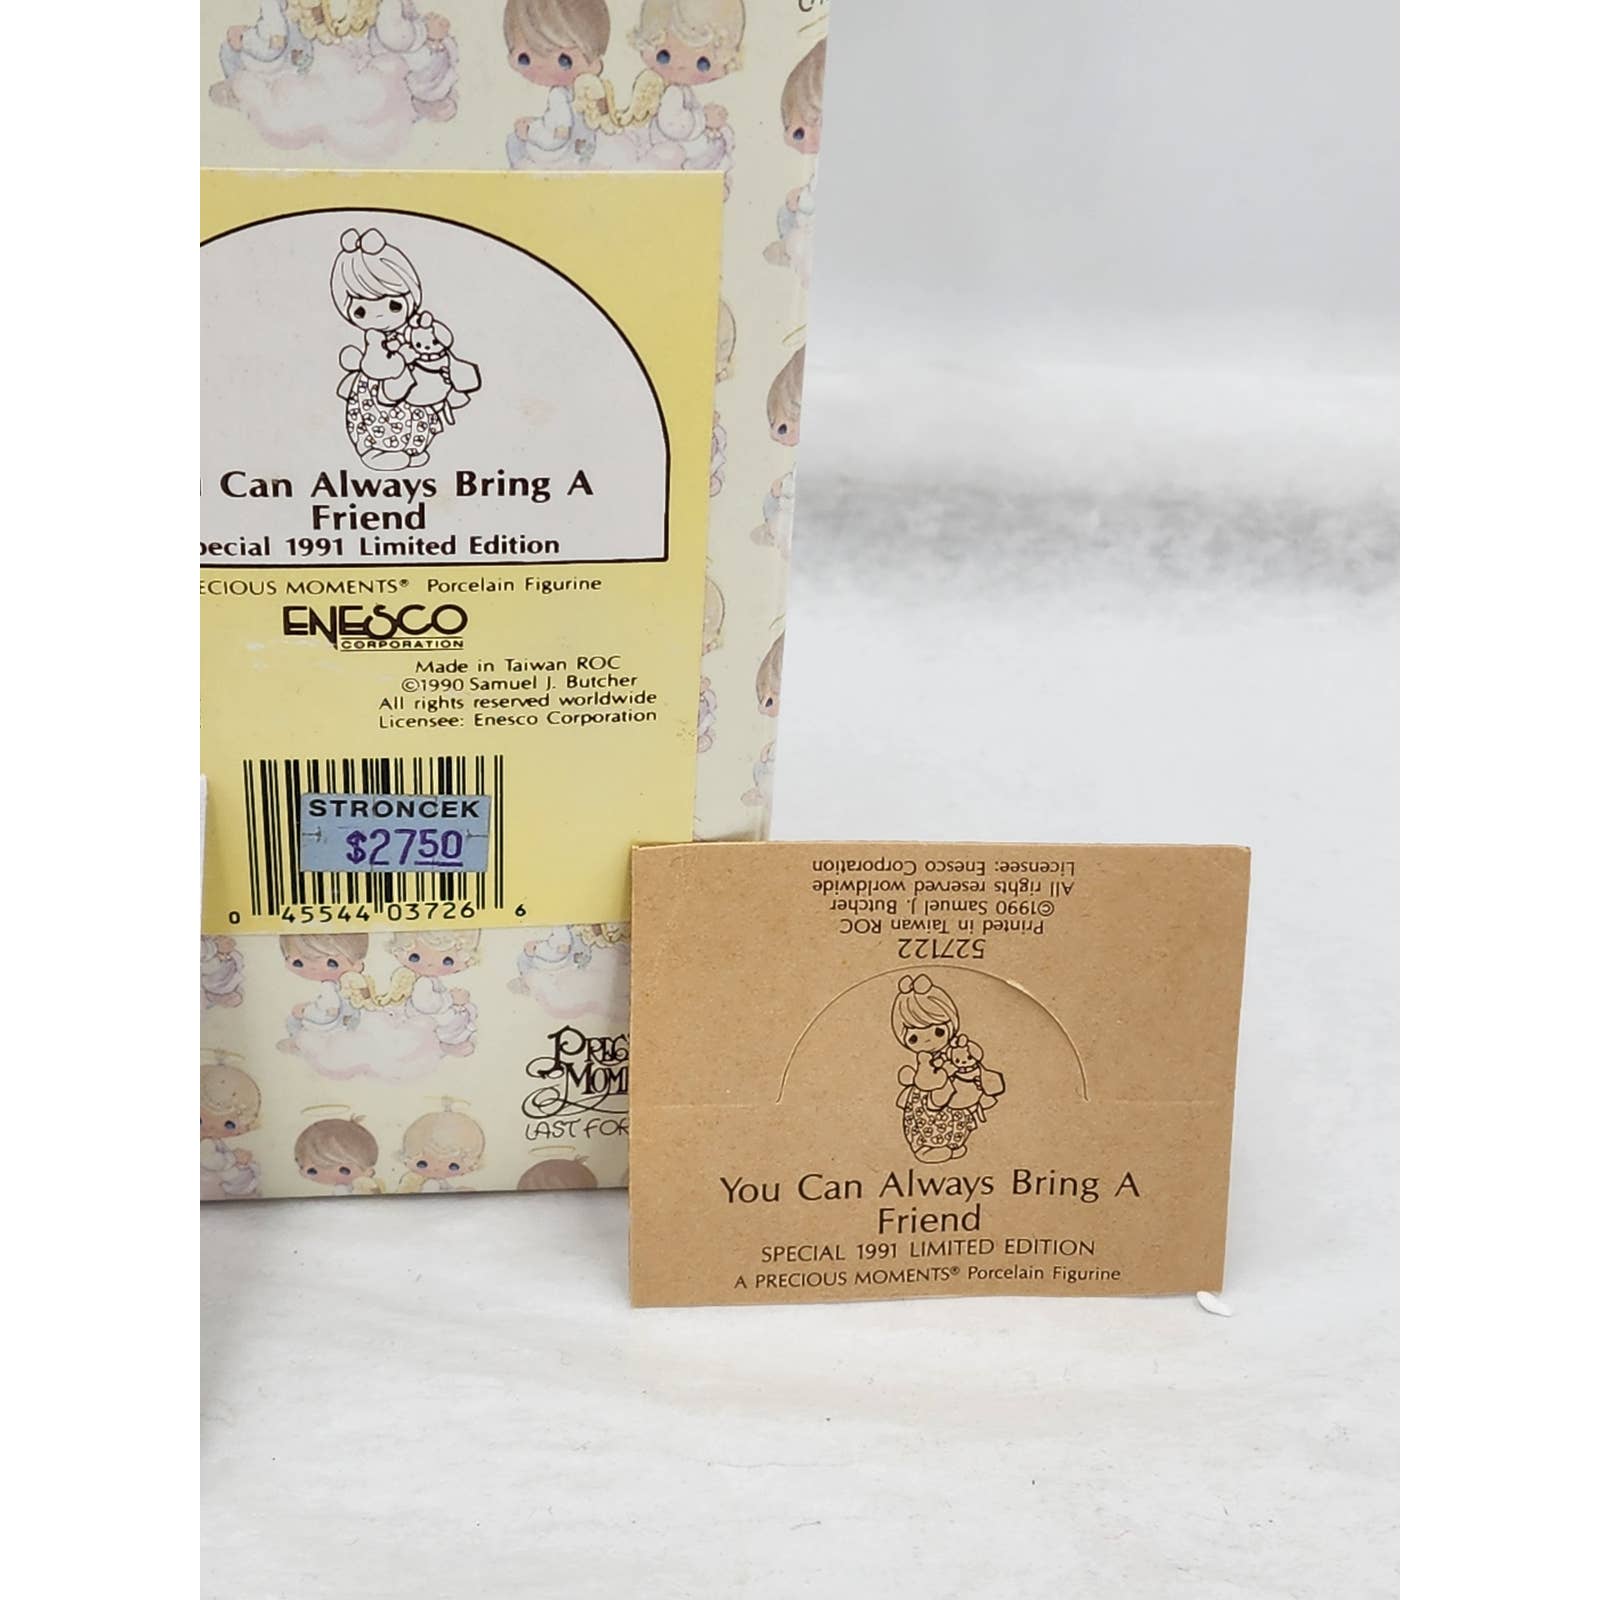 Can Always Bring A
Friend
1991 Limited Edition
MOMENTS® Porcelain Figurine
ENESCO
CORPORATION
Made in Taiwan ROC
©1990 Samuel J. Butcher
All rights reserved worldwide
Licensee: Enesco Corporation
STRONCEK
$27.50
0 45544 03726 6
LAST
Licensee: Enesco Corporation
All rights reserved worldwide
©1990 Samuel J. Butcher
Printed in Taiwan ROC
527122
You Can Always Bring A
Friend
SPECIAL 1991 LIMITED EDITION
A PRECIOUS MOMENTS® Porcelain Figurine